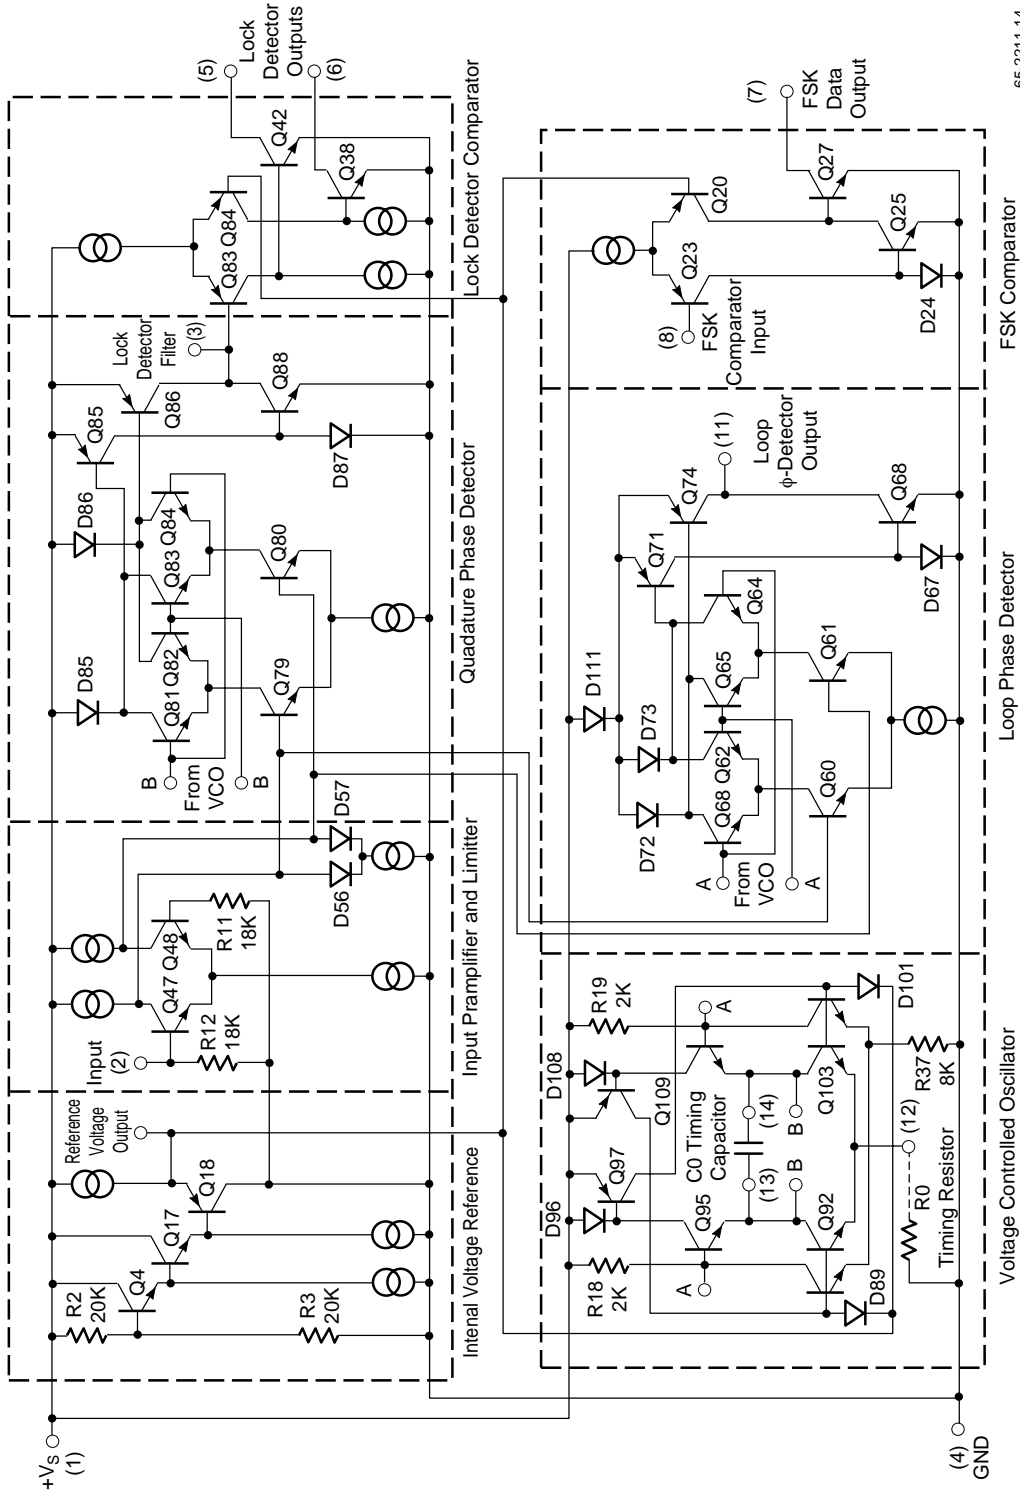 +VS
(1)
R2
20K
Q4
R3
20K
Q17
Q18
Reference
Voltage
Output
Intenal Voltage Reference
Input
(2)
R12
18K
Q47
Q48
R11
18K
D56
D57
Input Pramplifier and Limitter
B
From
VCO
B
D85
Q81
Q82
Q83
Q84
D86
Q79
Q80
Q85
Q86
D87
Q88
Lock
Detector
Filter
(3)
Quadature Phase Detector
Q83
Q84
Q42
Q38
Lock Detector Comparator
(5)
Lock
Detector
Outputs
(6)
R18
2K
A
D96
Q97
Q95
D108
Q109
R19
2K
A
C0 Timing
Capacitor
(13)
(14)
B
B
Q92
Q103
D89
D101
R37
8K
(12)
R0
Timing Resistor
Voltage Controlled Oscillator
A
From
VCO
A
D72
D73
D111
Q68
Q62
Q65
Q64
Q60
Q61
Q71
Q74
D67
Q68
(11)
Loop
ϕ-Detector
Output
Loop Phase Detector
(8)
FSK
Comparator
Input
Q23
Q20
D24
Q25
Q27
FSK Comparator
(7)
FSK
Data
Output
(4)
GND